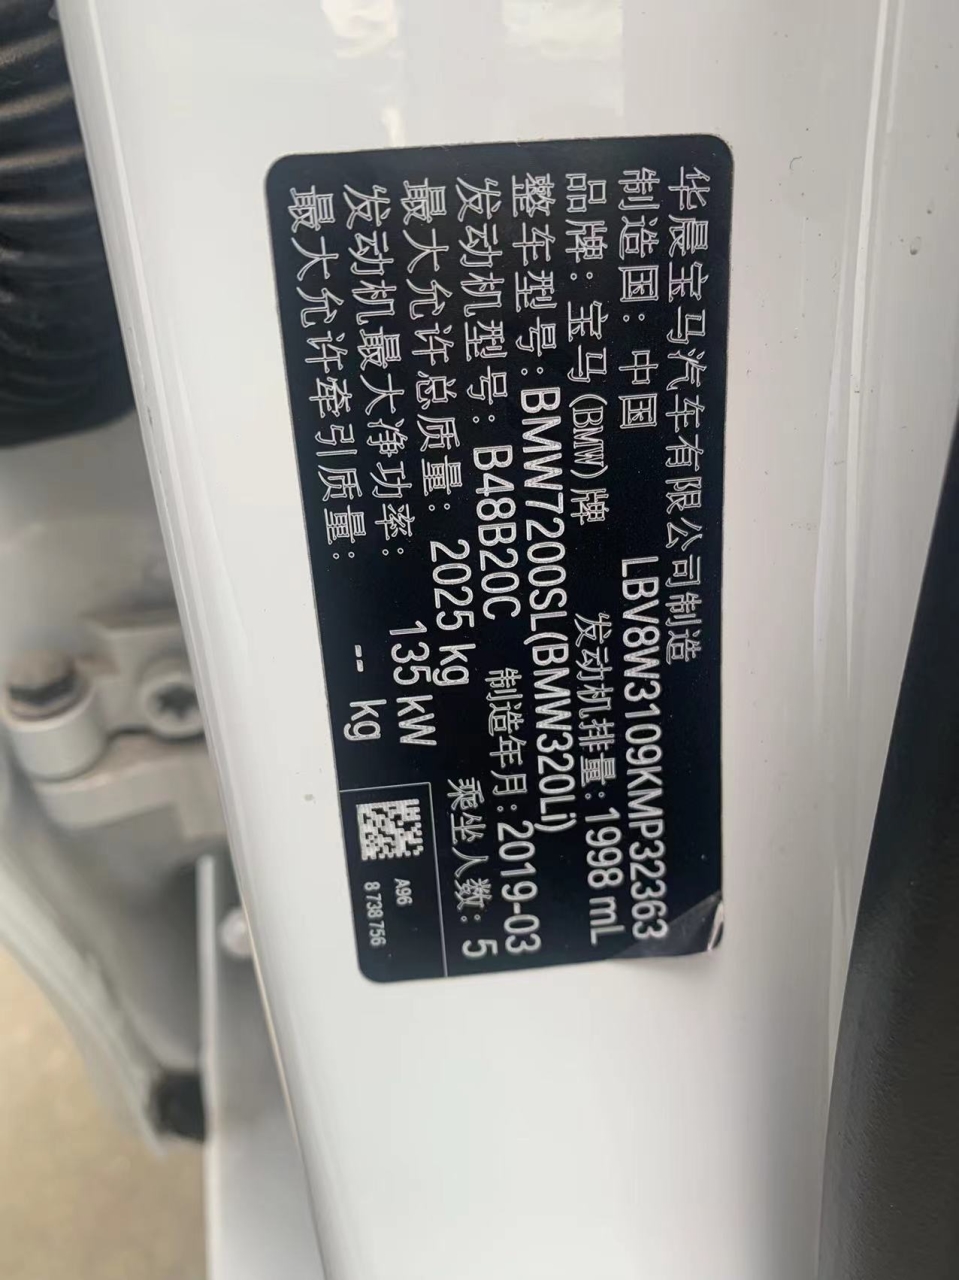 华晨宝马汽车有限公司制造
制造国：中国 LBV8W3109KMP32363
品牌：宝马(BMW)牌 发动机排量：1998 mL
整车型号：BMW7200SL(BMW320Li)
发动机型号：B48B20C 制造年月：2019-03
最大允许总质量：2025 kg 乘坐人数：5
发动机最大净功率：135 kW
最大允许牵引质量：-- kg
A96
8 738 756